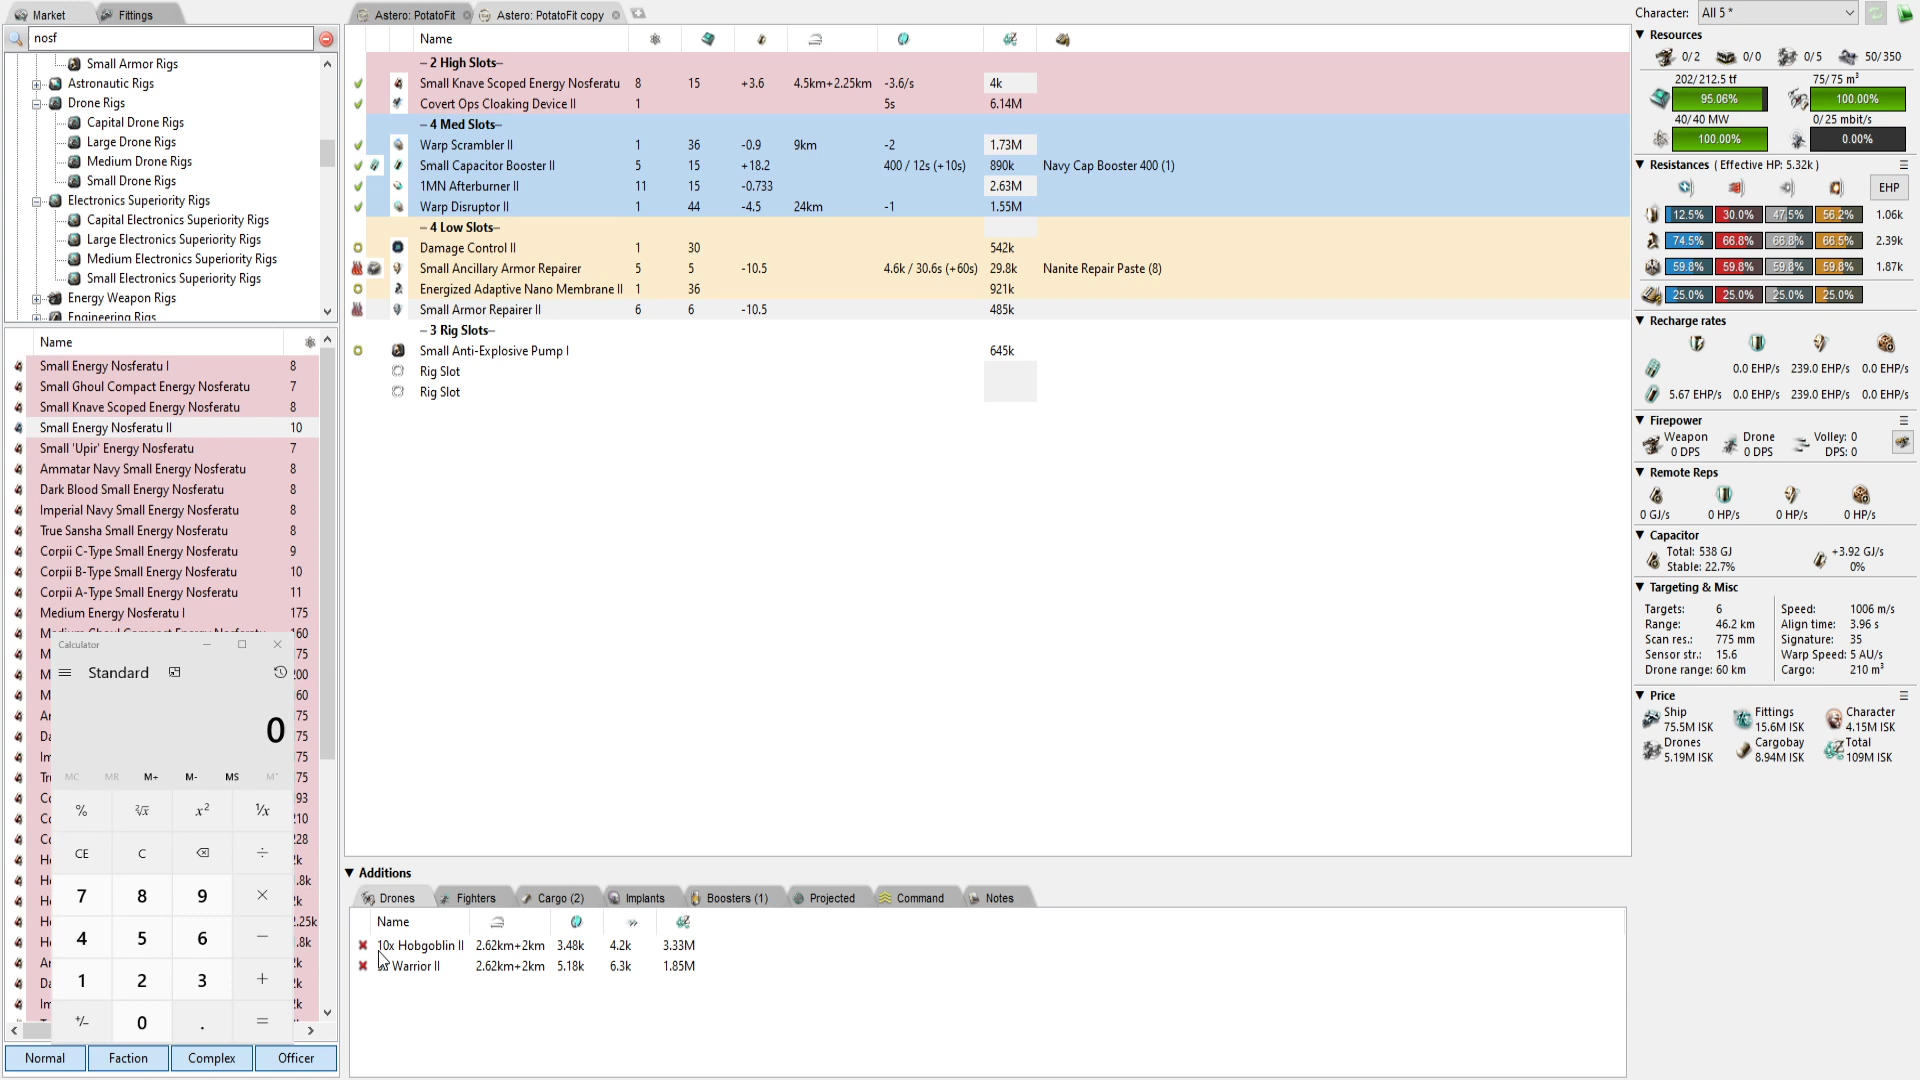 Market
Fittings
nosf
Small Armor Rigs
Astronautic Rigs
Drone Rigs
Capital Drone Rigs
Large Drone Rigs
Medium Drone Rigs
Small Drone Rigs
Electronics Superiority Rigs
Capital Electronics Superiority Rigs
Large Electronics Superiority Rigs
Medium Electronics Superiority Rigs
Small Electronics Superiority Rigs
Energy Weapon Rigs
Engineering Rigs
Name
Small Energy Nosferatu I 8
Small Ghoul Compact Energy Nosferatu 7
Small Knave Scoped Energy Nosferatu 8
Small Energy Nosferatu II 10
Small 'Upir' Energy Nosferatu 7
Ammatar Navy Small Energy Nosferatu 8
Dark Blood Small Energy Nosferatu 8
Imperial Navy Small Energy Nosferatu 8
True Sansha Small Energy Nosferatu 8
Corpii C-Type Small Energy Nosferatu 9
Corpii B-Type Small Energy Nosferatu 10
Corpii A-Type Small Energy Nosferatu 11
Medium Energy Nosferatu I 175
Calculator
Standard
0
MC MR M+ M- MS
% x² ¹/x
CE C ÷
7 8 9 ×
4 5 6 −
1 2 3 +
+/- 0 . =
Normal Faction Complex Officer
Astero: PotatoFit
Astero: PotatoFit copy
Name
– 2 High Slots–
Small Knave Scoped Energy Nosferatu 8 15 +3.6 4.5km+2.25km -3.6/s 4k
Covert Ops Cloaking Device II 1 5s 6.14M
– 4 Med Slots–
Warp Scrambler II 1 36 -0.9 9km -2 1.73M
Small Capacitor Booster II 5 15 +18.2 400 / 12s (+10s) 890k Navy Cap Booster 400 (1)
1MN Afterburner II 11 15 -0.733 2.63M
Warp Disruptor II 1 44 -4.5 24km -1 1.55M
– 4 Low Slots–
Damage Control II 1 30 542k
Small Ancillary Armor Repairer 5 5 -10.5 4.6k / 30.6s (+60s) 29.8k Nanite Repair Paste (8)
Energized Adaptive Nano Membrane II 1 36 921k
Small Armor Repairer II 6 6 -10.5 485k
– 3 Rig Slots–
Small Anti-Explosive Pump I 645k
Rig Slot
Rig Slot
Additions
Drones Fighters Cargo (2) Implants Boosters (1) Projected Command Notes
Name
10x Hobgoblin II 2.62km+2km 3.48k 4.2k 3.33M
Warrior II 2.62km+2km 5.18k 6.3k 1.85M
Character: All 5 *
Resources
0/2 0/0 0/5 50/350
202/212.5 tf 75/75 m³
95.06% 100.00%
40/40 MW 0/25 mbit/s
100.00% 0.00%
Resistances (Effective HP: 5.32k)
EHP
12.5% 30.0% 47.5% 56.2% 1.06k
74.5% 66.8% 66.8% 66.5% 2.39k
59.8% 59.8% 59.8% 59.8% 1.87k
25.0% 25.0% 25.0% 25.0%
Recharge rates
0.0 EHP/s 239.0 EHP/s 0.0 EHP/s
5.67 EHP/s 0.0 EHP/s 239.0 EHP/s 0.0 EHP/s
Firepower
Weapon 0 DPS
Drone 0 DPS
Volley: 0
DPS: 0
Remote Reps
0 GJ/s 0 HP/s 0 HP/s 0 HP/s
Capacitor
Total: 538 GJ +3.92 GJ/s
Stable: 22.7% 0%
Targeting & Misc
Targets: 6 Speed: 1006 m/s
Range: 46.2 km Align time: 3.96 s
Scan res.: 775 mm Signature: 35
Sensor str.: 15.6 Warp Speed: 5 AU/s
Drone range: 60 km Cargo: 210 m³
Price
Ship Fittings Character
75.5M ISK 15.6M ISK 4.15M ISK
Drones Cargobay Total
5.19M ISK 8.94M ISK 109M ISK